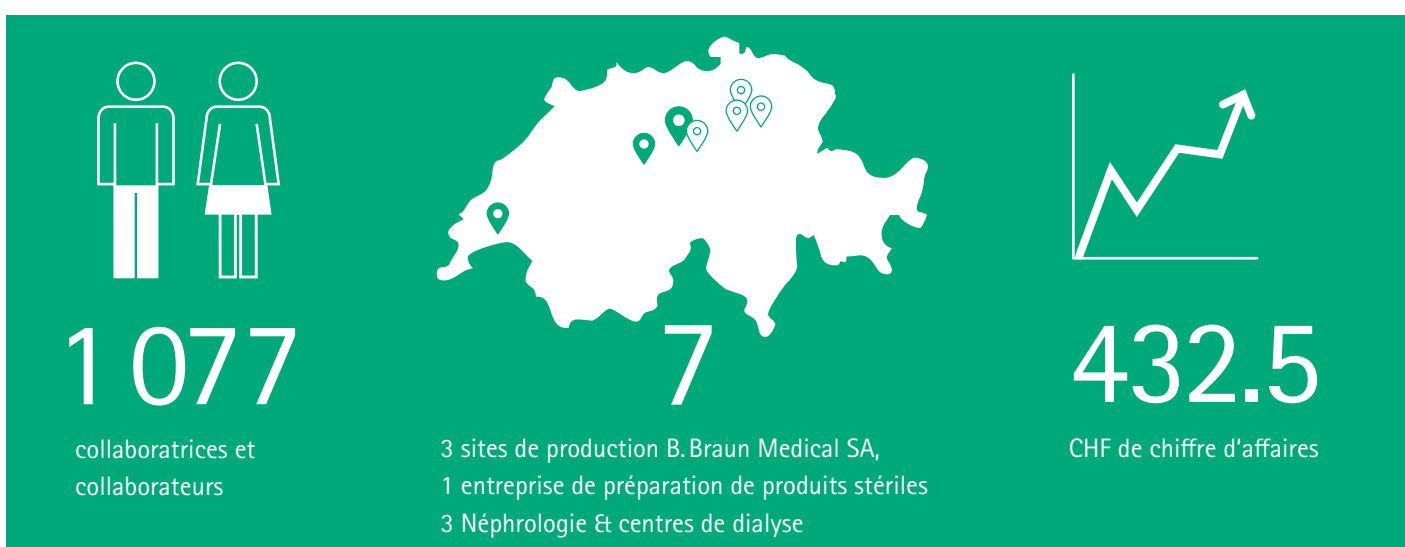 1 077
collaboratrices et
collaborateurs
7
3 sites de production B. Braun Medical SA,
1 entreprise de préparation de produits stériles
3 Néphrologie & centres de dialyse
432.5
CHF de chiffre d'affaires